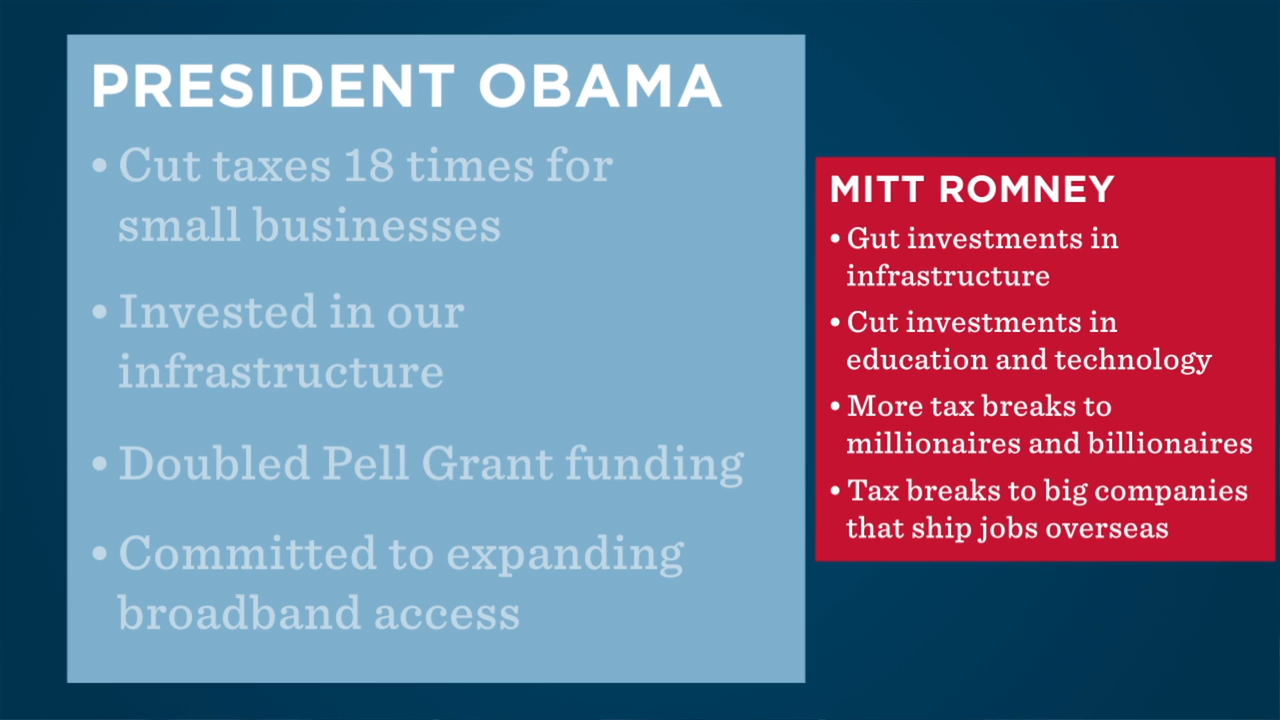 PRESIDENT OBAMA
• Cut taxes 18 times for
small businesses
• Invested in our
infrastructure
• Doubled Pell Grant funding
• Committed to expanding
broadband access
MITT ROMNEY
• Gut investments in
infrastructure
• Cut investments in
education and technology
• More tax breaks to
millionaires and billionaires
• Tax breaks to big companies
that ship jobs overseas